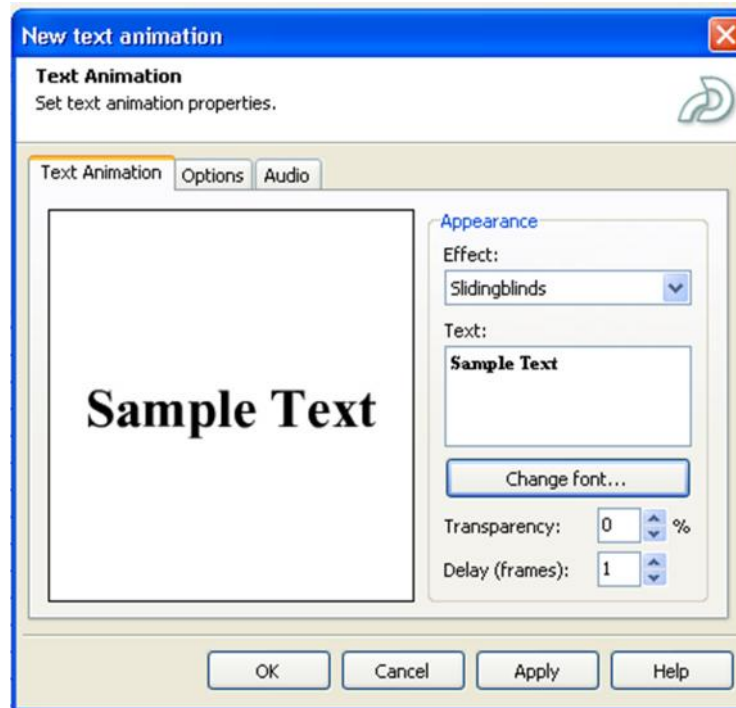 New text animation
Text Animation
Set text animation properties.
Text Animation Options Audio
Appearance
Effect:
Slidingblinds
Text:
Sample Text
Sample Text
Change font...
Transparency: 0 %
Delay (frames): 1
OK Cancel Apply Help